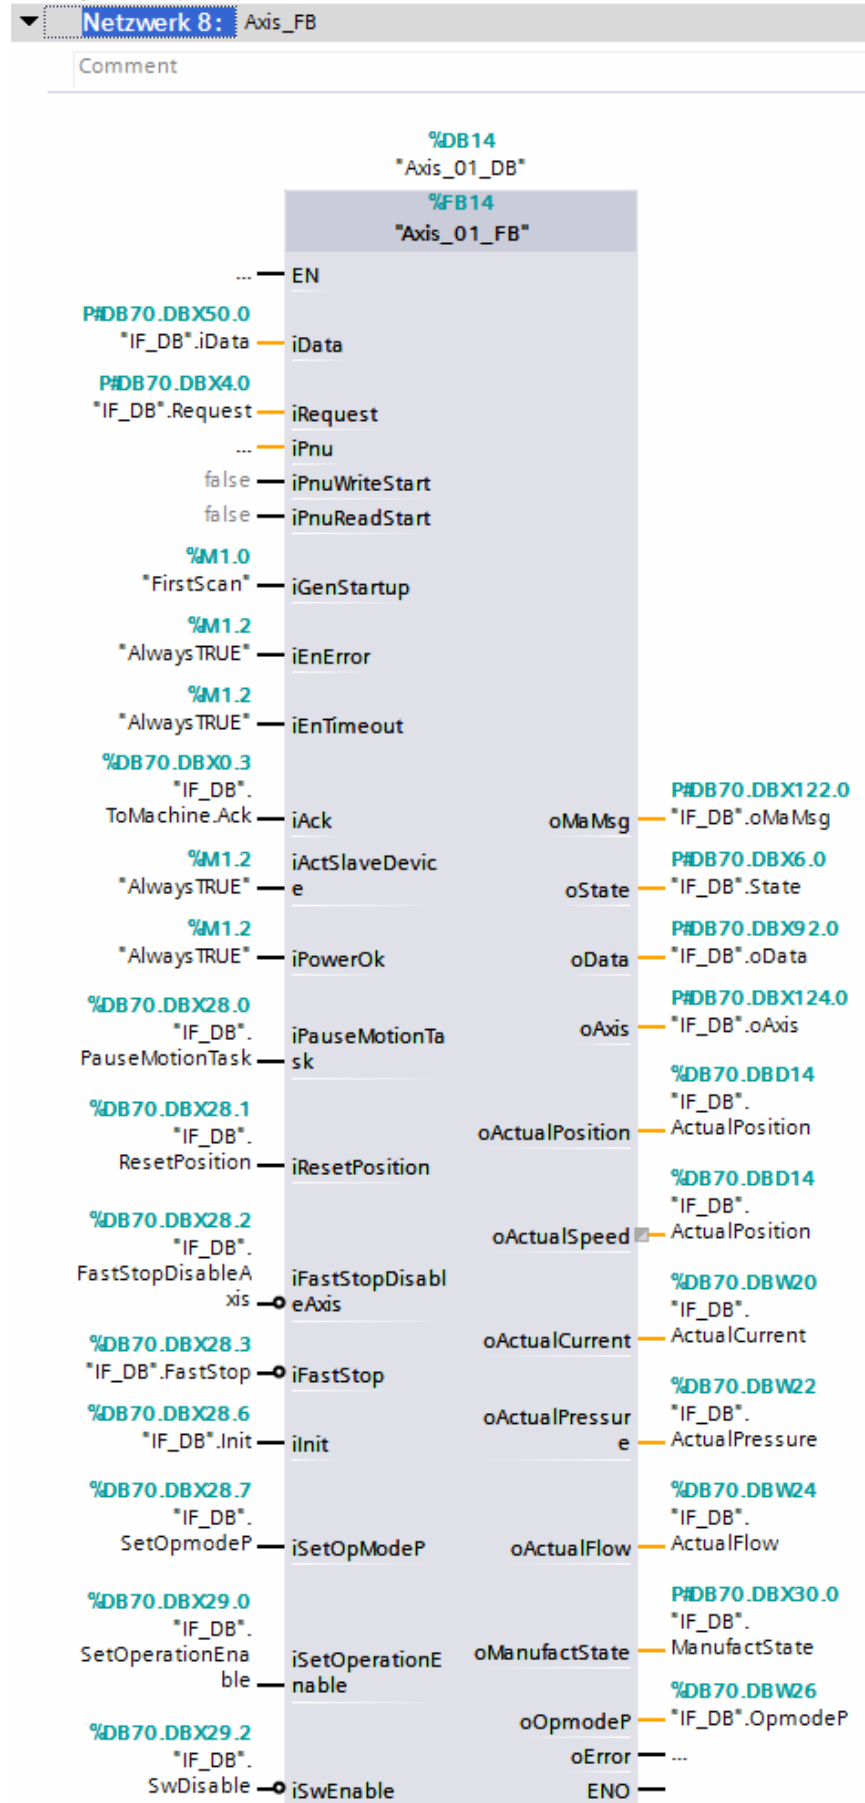 Netzwerk 8: Axis_FB
Comment
%DB14
"Axis_01_DB"
%FB14
"Axis_01_FB"
... EN
P#DB70.DBX50.0
"IF_DB".iData iData
P#DB70.DBX4.0
"IF_DB".Request iRequest
... iPnu
false iPnuWriteStart
false iPnuReadStart
%M1.0
"FirstScan" iGenStartup
%M1.2
"AlwaysTRUE" iEnError
%M1.2
"AlwaysTRUE" iEnTimeout
%DB70.DBX0.3
"IF_DB".
ToMachine.Ack iAck
%M1.2
"AlwaysTRUE"
iActSlaveDevic
e
%M1.2
"AlwaysTRUE" iPowerOk
%DB70.DBX28.0
"IF_DB".
PauseMotionTask
iPauseMotionTa
sk
%DB70.DBX28.1
"IF_DB".
ResetPosition iResetPosition
%DB70.DBX28.2
"IF_DB".
FastStopDisableA
xis
iFastStopDisabl
eAxis
%DB70.DBX28.3
"IF_DB".FastStop iFastStop
%DB70.DBX28.6
"IF_DB".Init iInit
%DB70.DBX28.7
"IF_DB".
SetOpmodeP iSetOpModeP
%DB70.DBX29.0
"IF_DB".
SetOperationEna
ble
iSetOperationE
nable
%DB70.DBX29.2
"IF_DB".
SwDisable iSwEnable
P#DB70.DBX122.0
oMaMsg "IF_DB".oMaMsg
P#DB70.DBX6.0
oState "IF_DB".State
P#DB70.DBX92.0
oData "IF_DB".oData
P#DB70.DBX124.0
oAxis "IF_DB".oAxis
%DB70.DBD14
"IF_DB".
oActualPosition ActualPosition
%DB70.DBD14
"IF_DB".
oActualSpeed ActualPosition
%DB70.DBW20
"IF_DB".
oActualCurrent ActualCurrent
%DB70.DBW22
oActualPressur "IF_DB".
e ActualPressure
%DB70.DBW24
"IF_DB".
oActualFlow ActualFlow
P#DB70.DBX30.0
"IF_DB".
oManufactState ManufactState
%DB70.DBW26
oOpmodeP "IF_DB".OpmodeP
oError ...
ENO